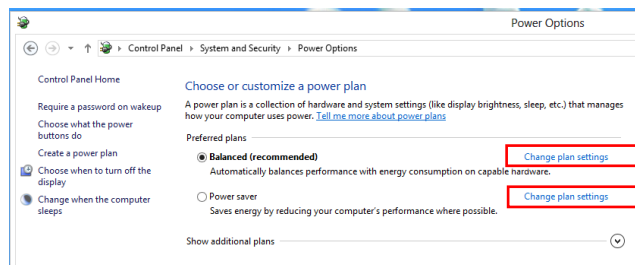 Power Options
Control Panel ▸ System and Security ▸ Power Options
Control Panel Home
Require a password on wakeup
Choose what the power
buttons do
Create a power plan
Choose when to turn off the
display
Change when the computer
sleeps
Choose or customize a power plan
A power plan is a collection of hardware and system settings (like display brightness, sleep, etc.) that manages
how your computer uses power. Tell me more about power plans
Preferred plans
Balanced (recommended) Change plan settings
Automatically balances performance with energy consumption on capable hardware.
Power saver Change plan settings
Saves energy by reducing your computer's performance where possible.
Show additional plans